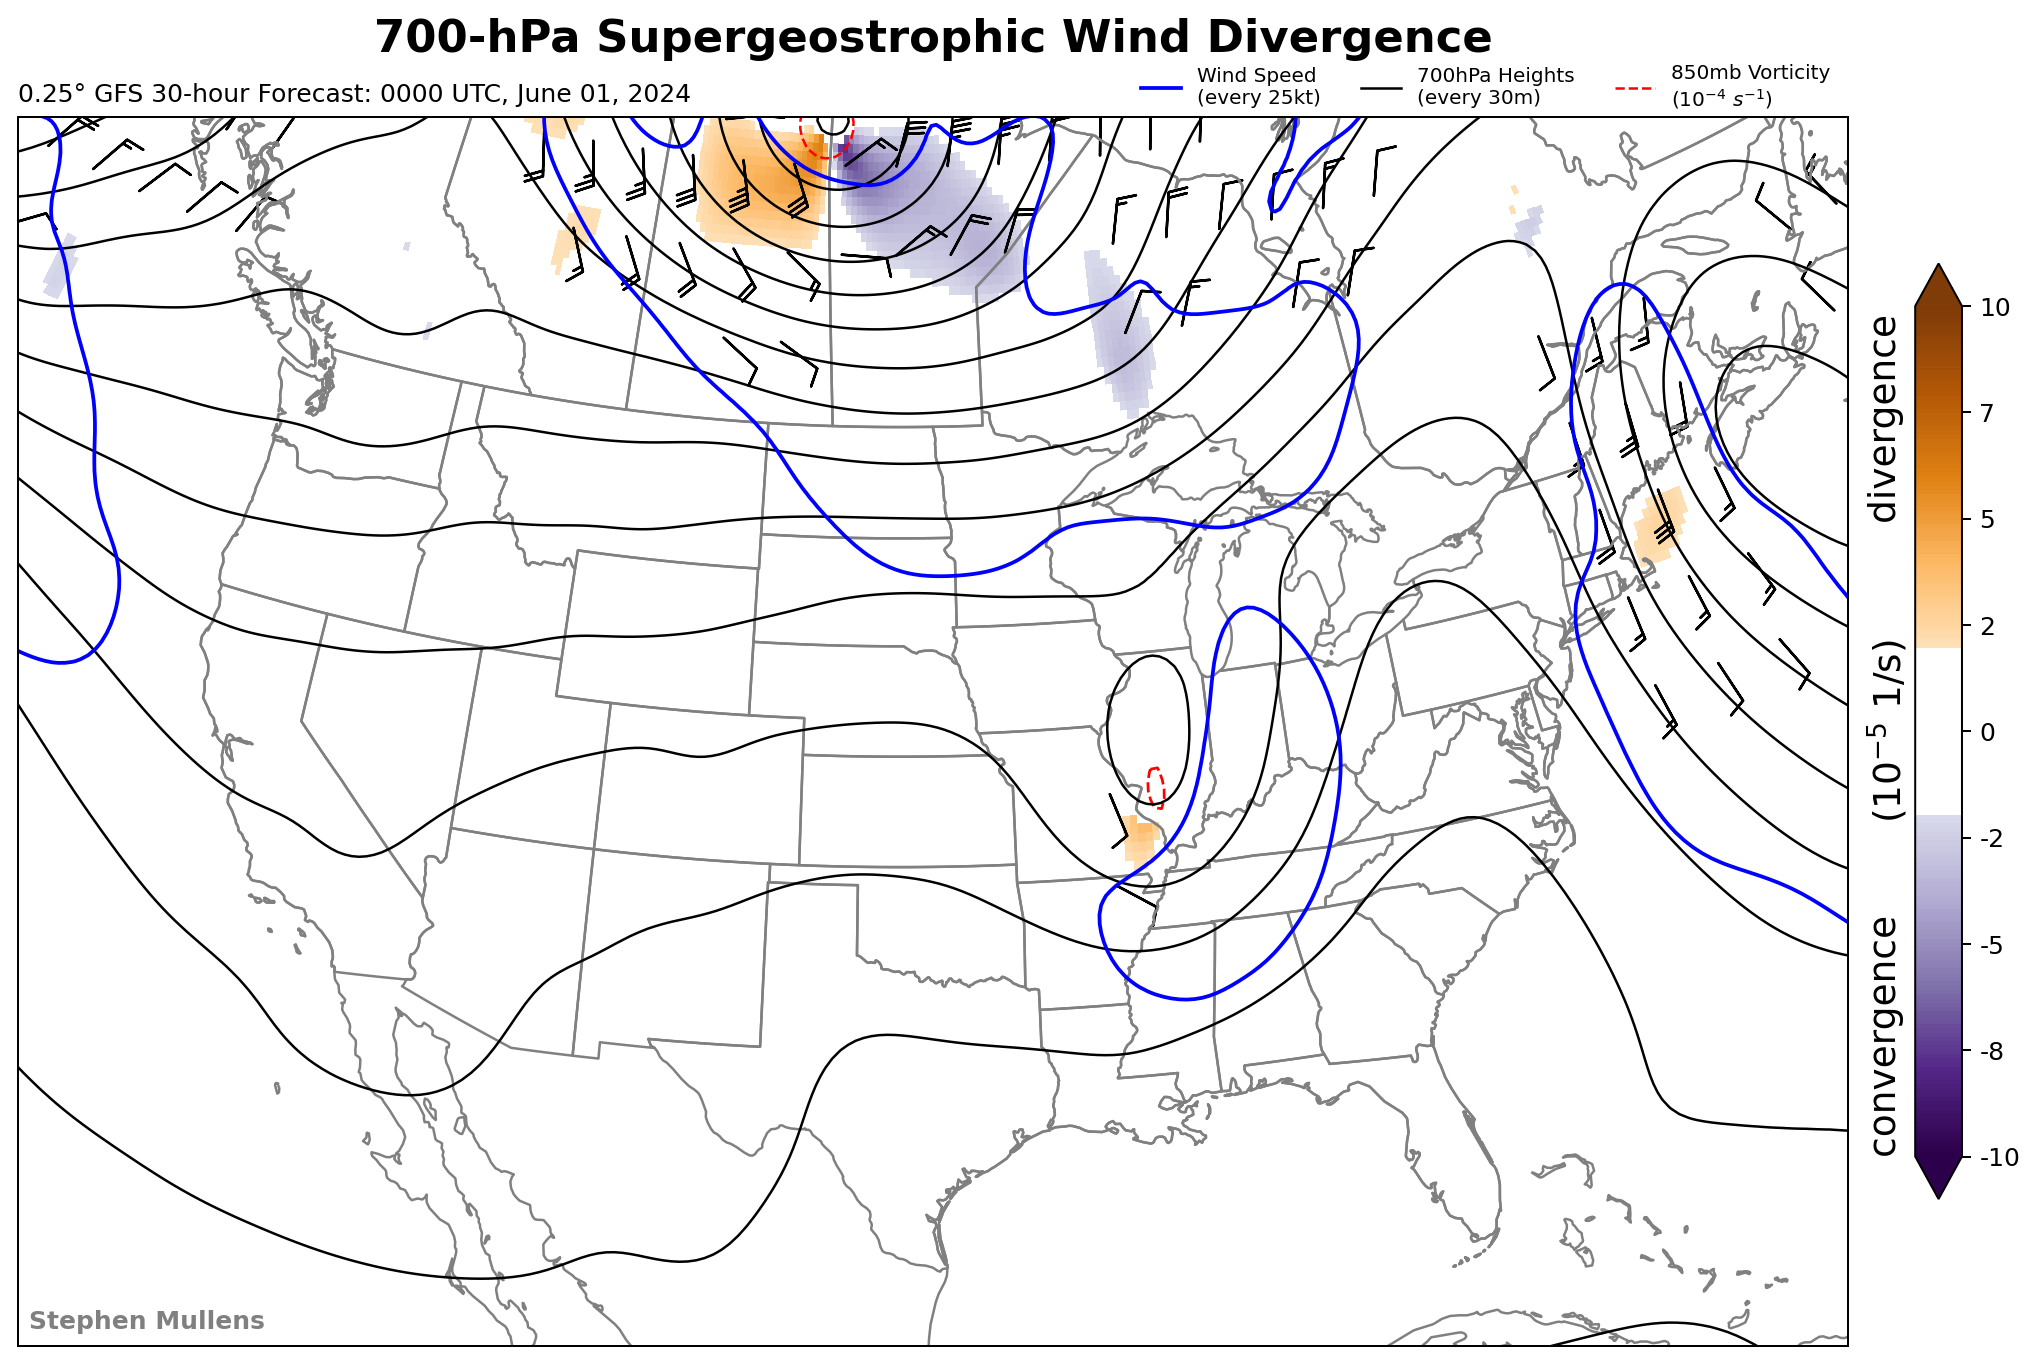 700-hPa Supergeostrophic Wind Divergence
0.25° GFS 30-hour Forecast: 0000 UTC, June 01, 2024
Wind Speed
(every 25kt)
700hPa Heights
(every 30m)
850mb Vorticity
(10⁻⁴ s⁻¹)
10
7
5
2
0
-2
-5
-8
-10
convergence (10⁻⁵ 1/s) divergence
Stephen Mullens